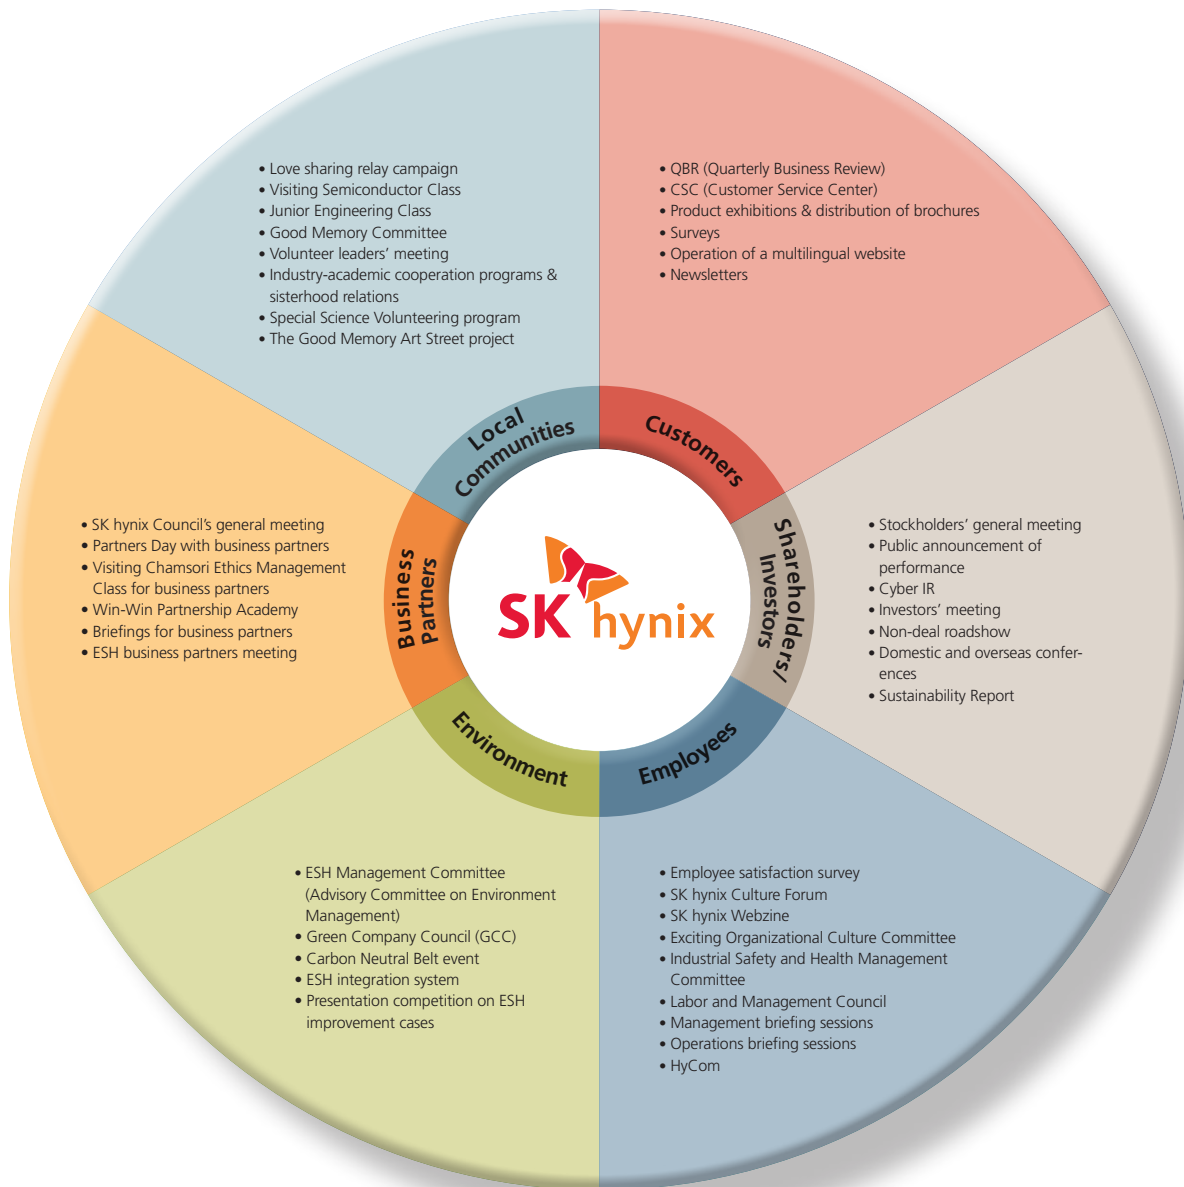 • Love sharing relay campaign
• Visiting Semiconductor Class
• Junior Engineering Class
• Good Memory Committee
• Volunteer leaders’ meeting
• Industry-academic cooperation programs &
sisterhood relations
• Special Science Volunteering program
• The Good Memory Art Street project
• QBR (Quarterly Business Review)
• CSC (Customer Service Center)
• Product exhibitions & distribution of brochures
• Surveys
• Operation of a multilingual website
• Newsletters
Local
Communities
Customers
• SK hynix Council’s general meeting
• Partners Day with business partners
• Visiting Chamsori Ethics Management
Class for business partners
• Win-Win Partnership Academy
• Briefings for business partners
• ESH business partners meeting
Business
Partners
SK hynix
Shareholders/
Investors
• Stockholders’ general meeting
• Public announcement of
performance
• Cyber IR
• Investors’ meeting
• Non-deal roadshow
• Domestic and overseas confer-
ences
• Sustainability Report
Environment
Employees
• ESH Management Committee
(Advisory Committee on Environment
Management)
• Green Company Council (GCC)
• Carbon Neutral Belt event
• ESH integration system
• Presentation competition on ESH
improvement cases
• Employee satisfaction survey
• SK hynix Culture Forum
• SK hynix Webzine
• Exciting Organizational Culture Committee
• Industrial Safety and Health Management
Committee
• Labor and Management Council
• Management briefing sessions
• Operations briefing sessions
• HyCom